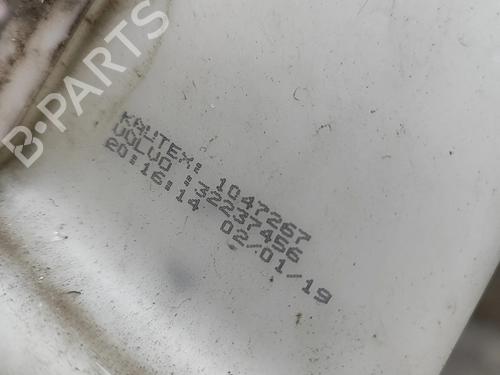 KAUTEX: 1047267
VOLVO :32237456
20:16:14 02/01/19
B-PARTS